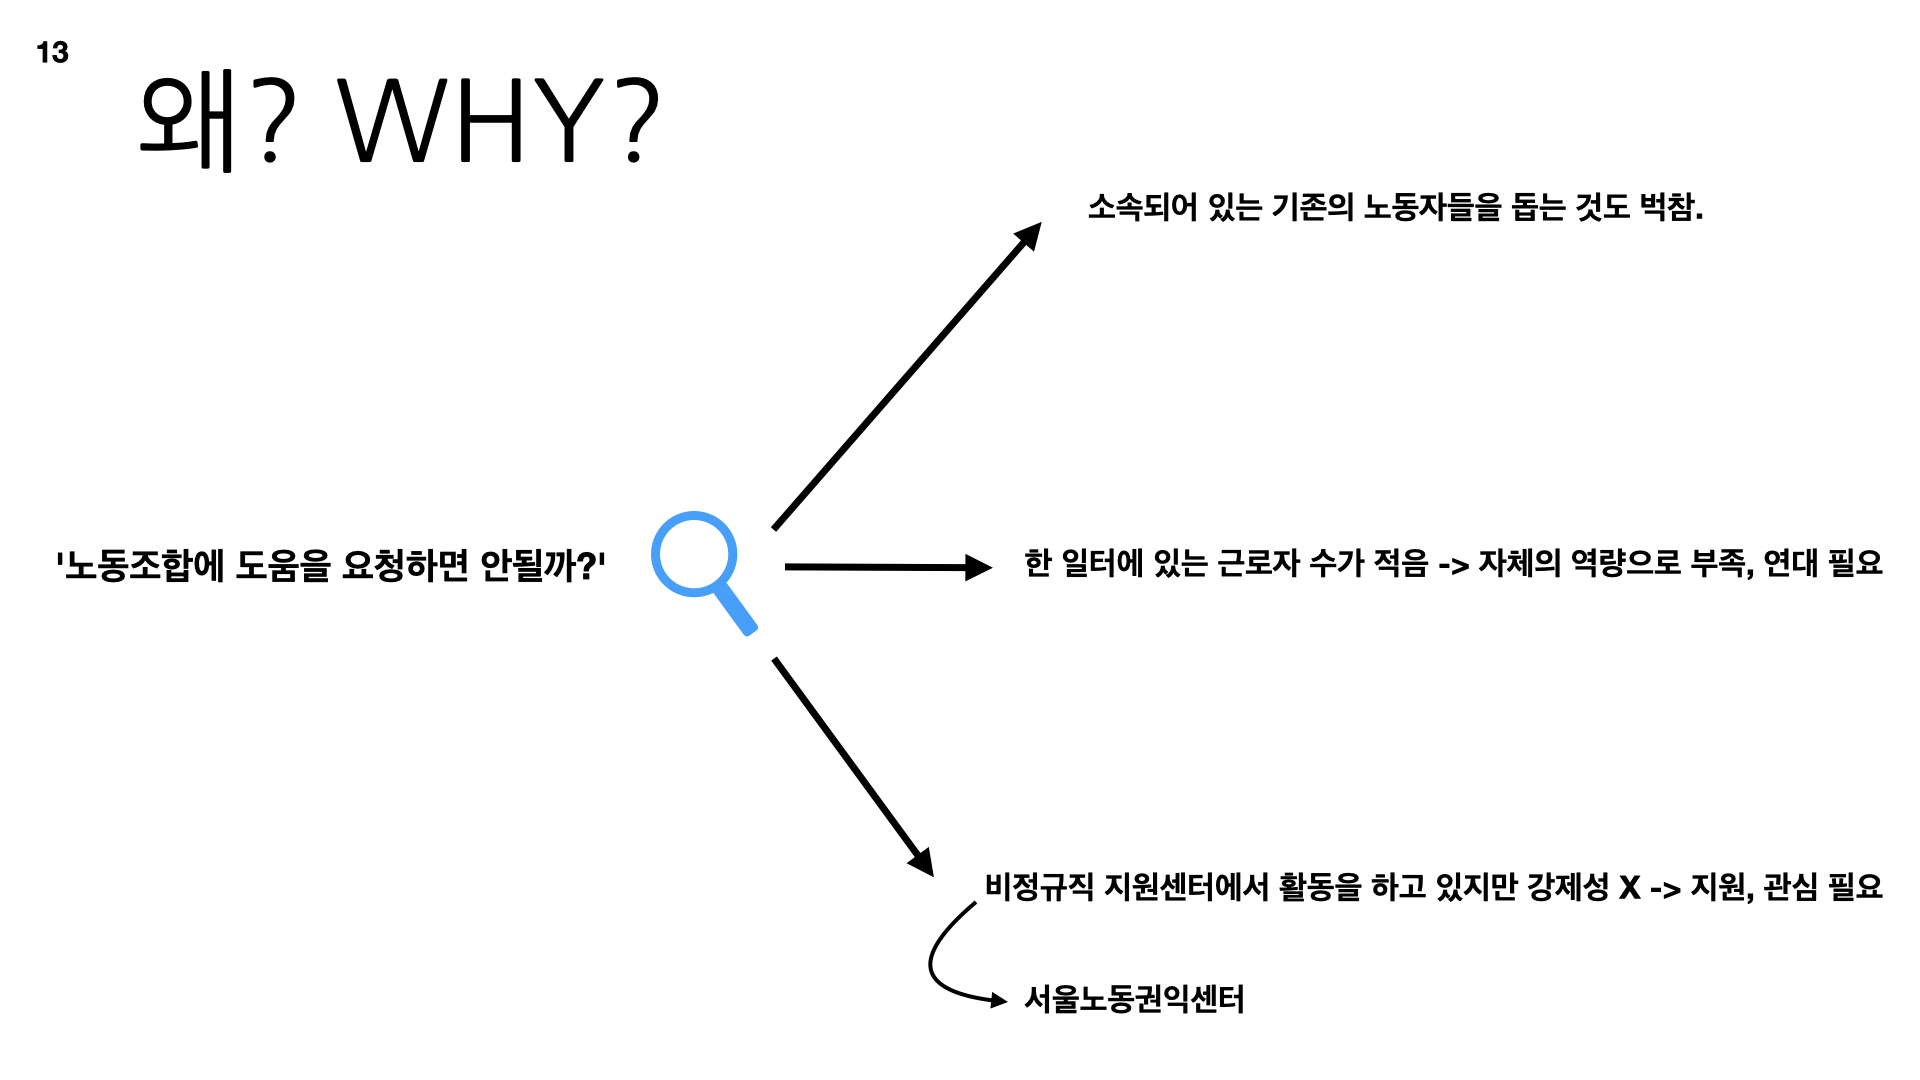 13
왜? WHY?
소속되어 있는 기존의 노동자들을 돕는 것도 벅참.
'노동조합에 도움을 요청하면 안될까?'
한 일터에 있는 근로자 수가 적음 -> 자체의 역량으로 부족, 연대 필요
비정규직 지원센터에서 활동을 하고 있지만 강제성 X -> 지원, 관심 필요
서울노동권익센터